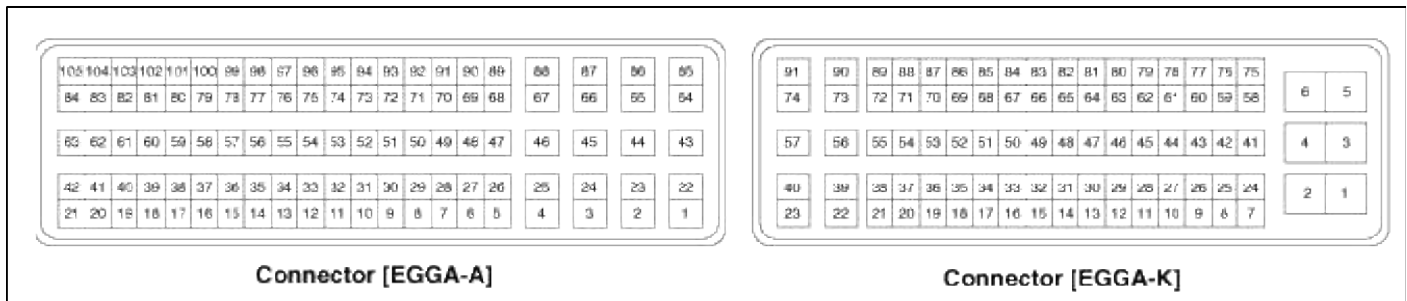 105 104 103 102 101 100 99 98 97 96 95 94 93 92 91 90 89 88 87 86 85 91 90 89 88 87 86 85 84 83 82 81 80 79 78 77 76 75
84 83 82 81 80 79 78 77 76 75 74 73 72 71 70 69 68 67 66 65 64 74 73 72 71 70 69 68 67 66 65 64 63 62 61 60 59 58 6 5
63 62 61 60 59 58 57 56 55 54 53 52 51 50 49 48 47 46 45 44 43 57 56 55 54 53 52 51 50 49 48 47 46 45 44 43 42 41 4 3
42 41 40 39 38 37 36 35 34 33 32 31 30 29 28 27 26 25 24 23 22 40 39 38 37 36 35 34 33 32 31 30 29 28 27 26 25 24 2 1
21 20 19 18 17 16 15 14 13 12 11 10 9 8 7 6 5 4 3 2 1 23 22 21 20 19 18 17 16 15 14 13 12 11 10 9 8 7
Connector [EGGA-A] Connector [EGGA-K]